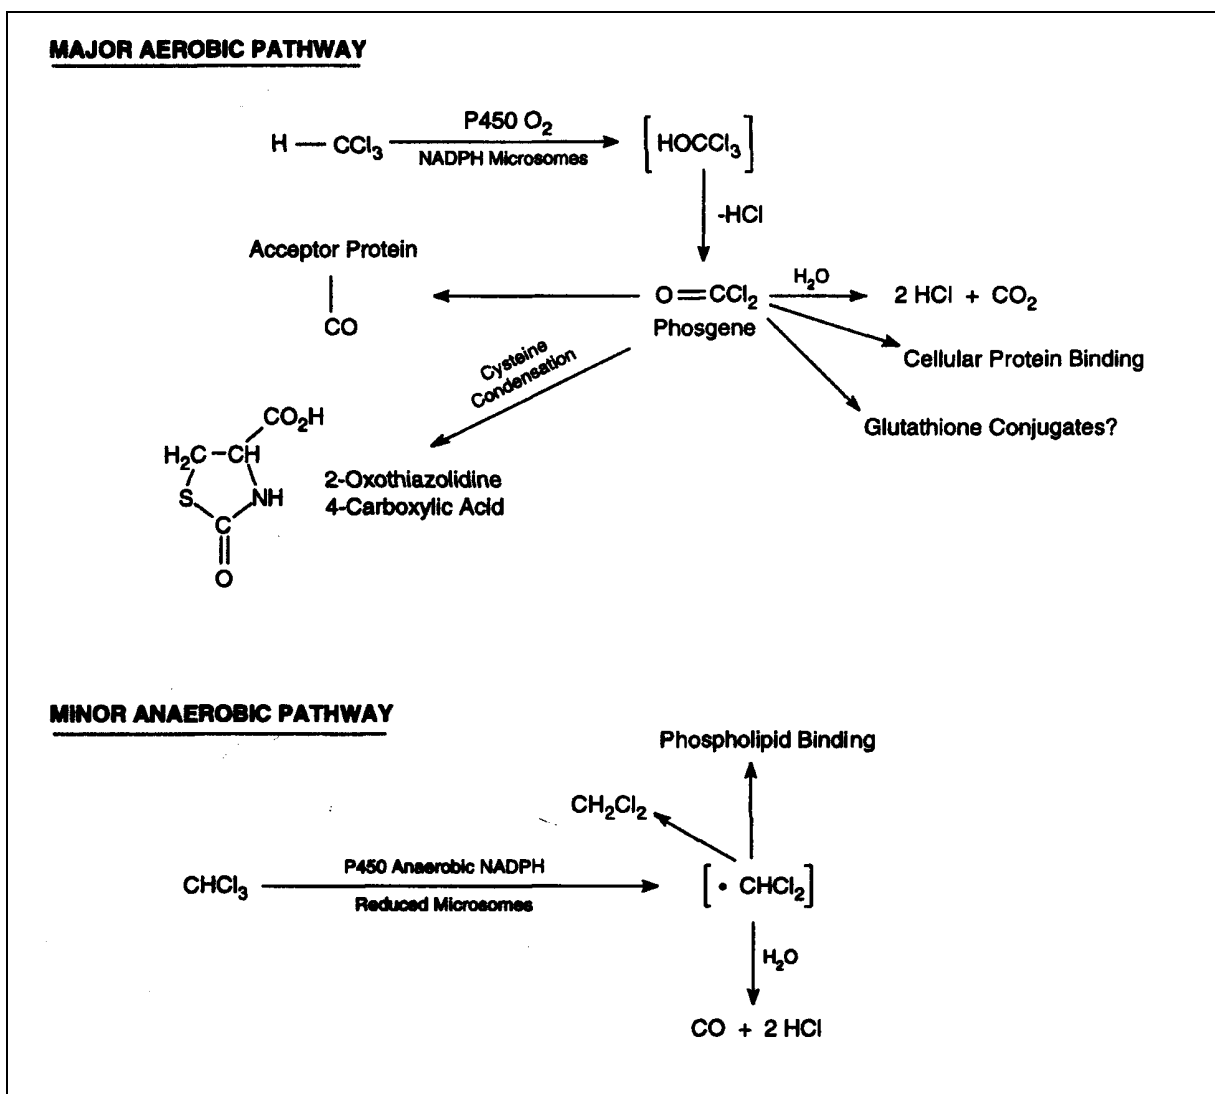 MAJOR AEROBIC PATHWAY
H — CCl₃
P450 O₂
NADPH Microsomes
[HOCCl₃]
-HCl
Acceptor Protein
CO
O=CCl₂
Phosgene
H₂O
2 HCl + CO₂
Cellular Protein Binding
Glutathione Conjugates?
Cysteine
Condensation
CO₂H
H₂C–CH
S
NH
C
O
2-Oxothiazolidine
4-Carboxylic Acid
MINOR ANAEROBIC PATHWAY
Phospholipid Binding
CH₂Cl₂
CHCl₃
P450 Anaerobic NADPH
Reduced Microsomes
[• CHCl₂]
H₂O
CO + 2 HCl